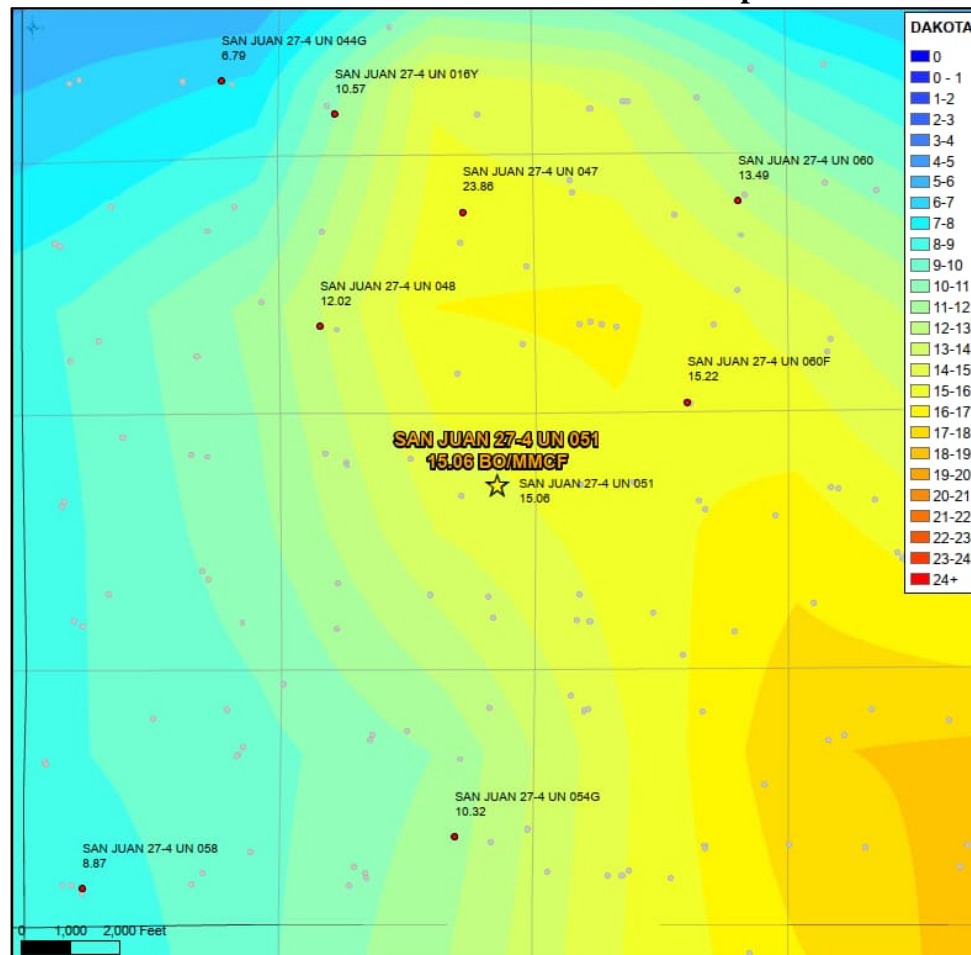 SAN JUAN 27-4 UN 044G
6.79
SAN JUAN 27-4 UN 016Y
10.57
SAN JUAN 27-4 UN 047
23.86
SAN JUAN 27-4 UN 060
13.49
SAN JUAN 27-4 UN 048
12.02
SAN JUAN 27-4 UN 060F
15.22
SAN JUAN 27-4 UN 051
15.06 BO/MMCF
SAN JUAN 27-4 UN 051
15.06
SAN JUAN 27-4 UN 054G
10.32
SAN JUAN 27-4 UN 058
8.87
0 1,000 2,000 Feet
DAKOTA
0
0 - 1
1-2
2-3
3-4
4-5
5-6
6-7
7-8
8-9
9-10
10-11
11-12
12-13
13-14
14-15
15-16
16-17
17-18
18-19
19-20
20-21
21-22
22-23
23-24
24+